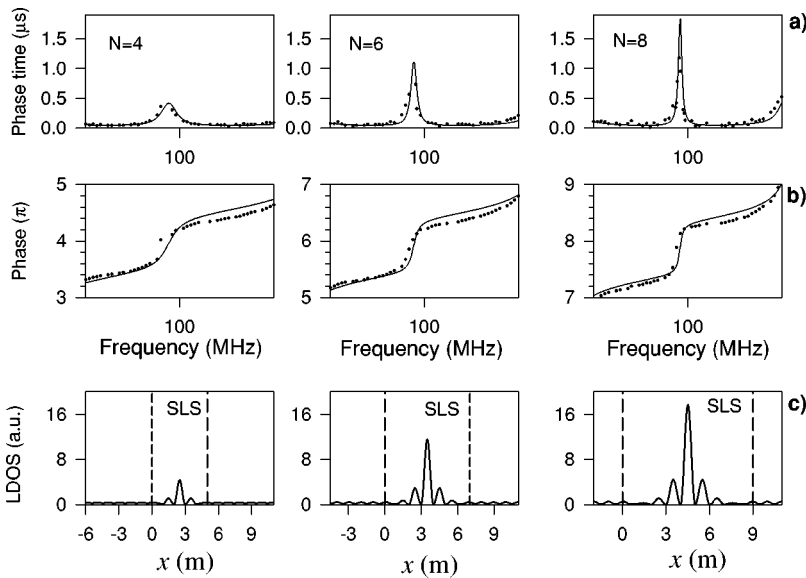 a)
N=4
N=6
N=8
Phase time (μs)
1.5
1.0
0.5
0.0
1.5
1.0
0.5
0.0
1.5
1.0
0.5
0.0
100
100
100
b)
Phase (π)
5
4
3
7
6
5
9
8
7
100
100
100
Frequency (MHz)
Frequency (MHz)
Frequency (MHz)
c)
LDOS (a.u.)
SLS
SLS
SLS
16
8
0
16
8
0
16
8
0
-6 -3 0 3 6 9
-3 0 3 6 9
0 3 6 9
x (m)
x (m)
x (m)